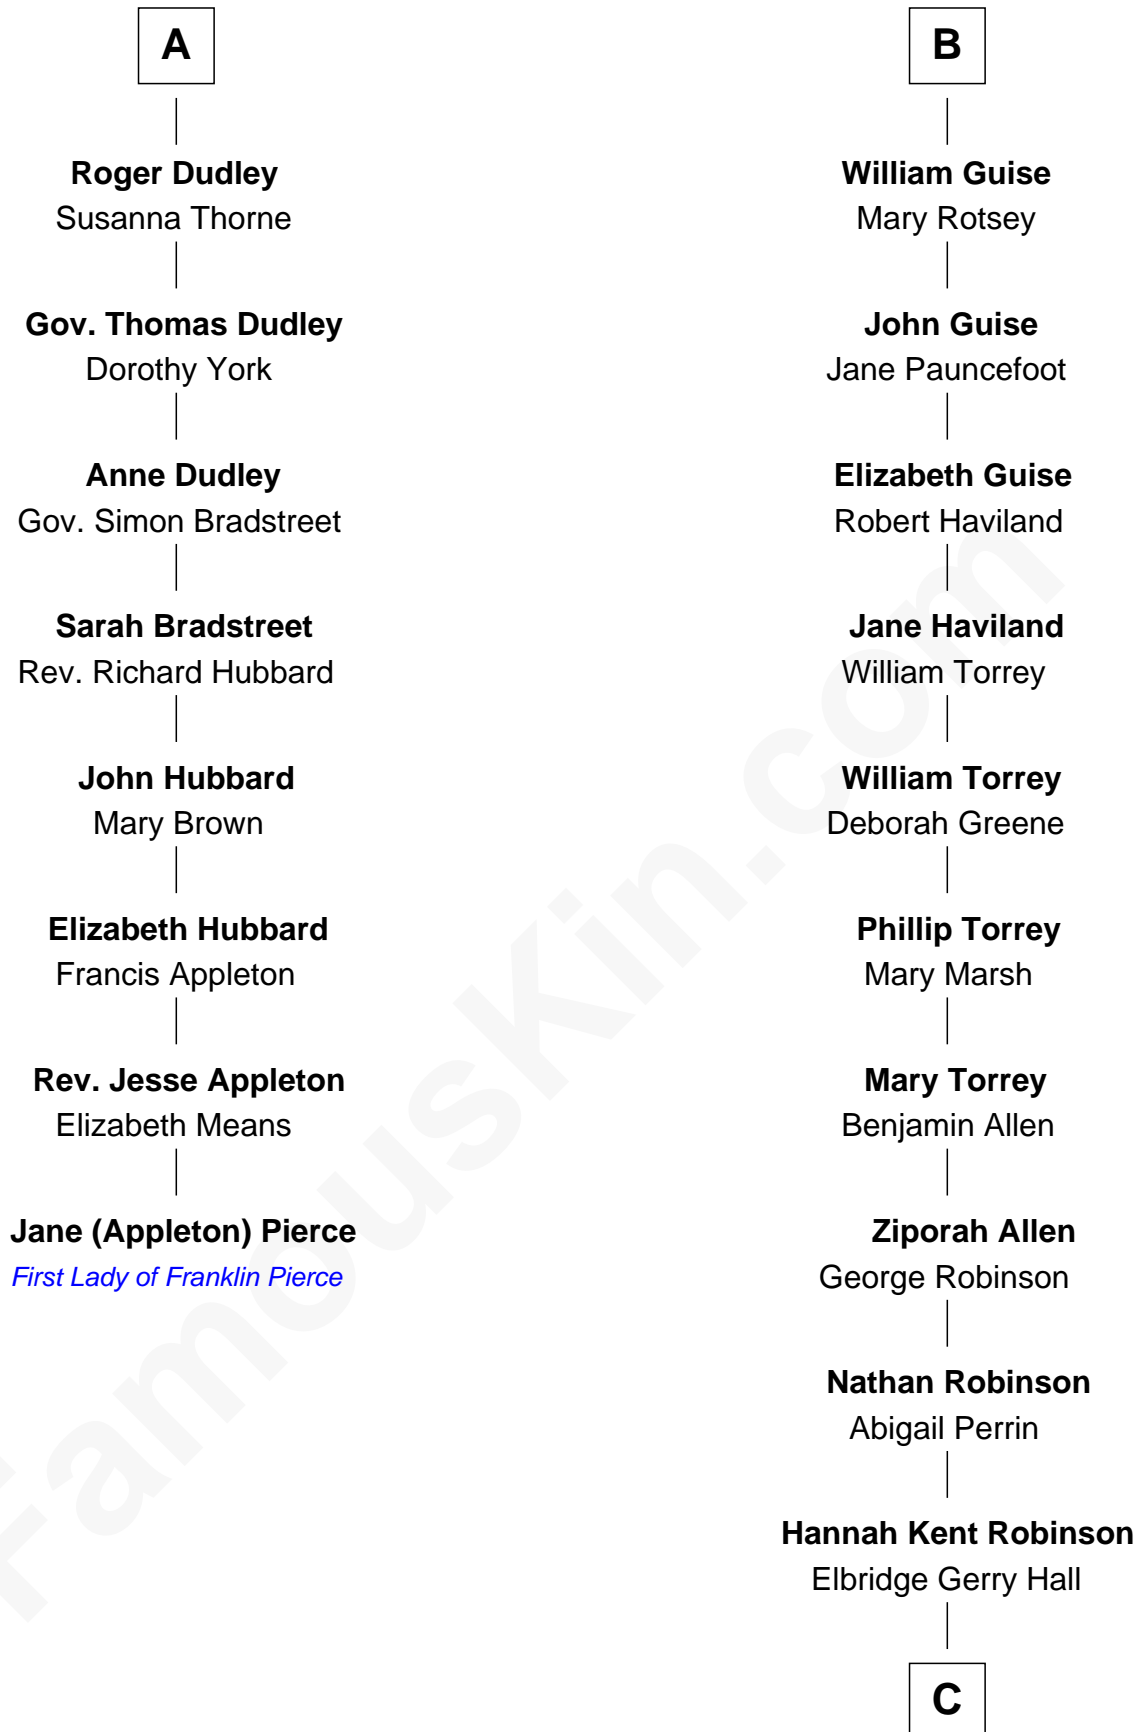 A
Roger Dudley
Susanna Thorne
Gov. Thomas Dudley
Dorothy York
Anne Dudley
Gov. Simon Bradstreet
Sarah Bradstreet
Rev. Richard Hubbard
John Hubbard
Mary Brown
Elizabeth Hubbard
Francis Appleton
Rev. Jesse Appleton
Elizabeth Means
Jane (Appleton) Pierce
First Lady of Franklin Pierce
B
William Guise
Mary Rotsey
John Guise
Jane Pauncefoot
Elizabeth Guise
Robert Haviland
Jane Haviland
William Torrey
William Torrey
Deborah Greene
Phillip Torrey
Mary Marsh
Mary Torrey
Benjamin Allen
Ziporah Allen
George Robinson
Nathan Robinson
Abigail Perrin
Hannah Kent Robinson
Elbridge Gerry Hall
C
FamousKin.com